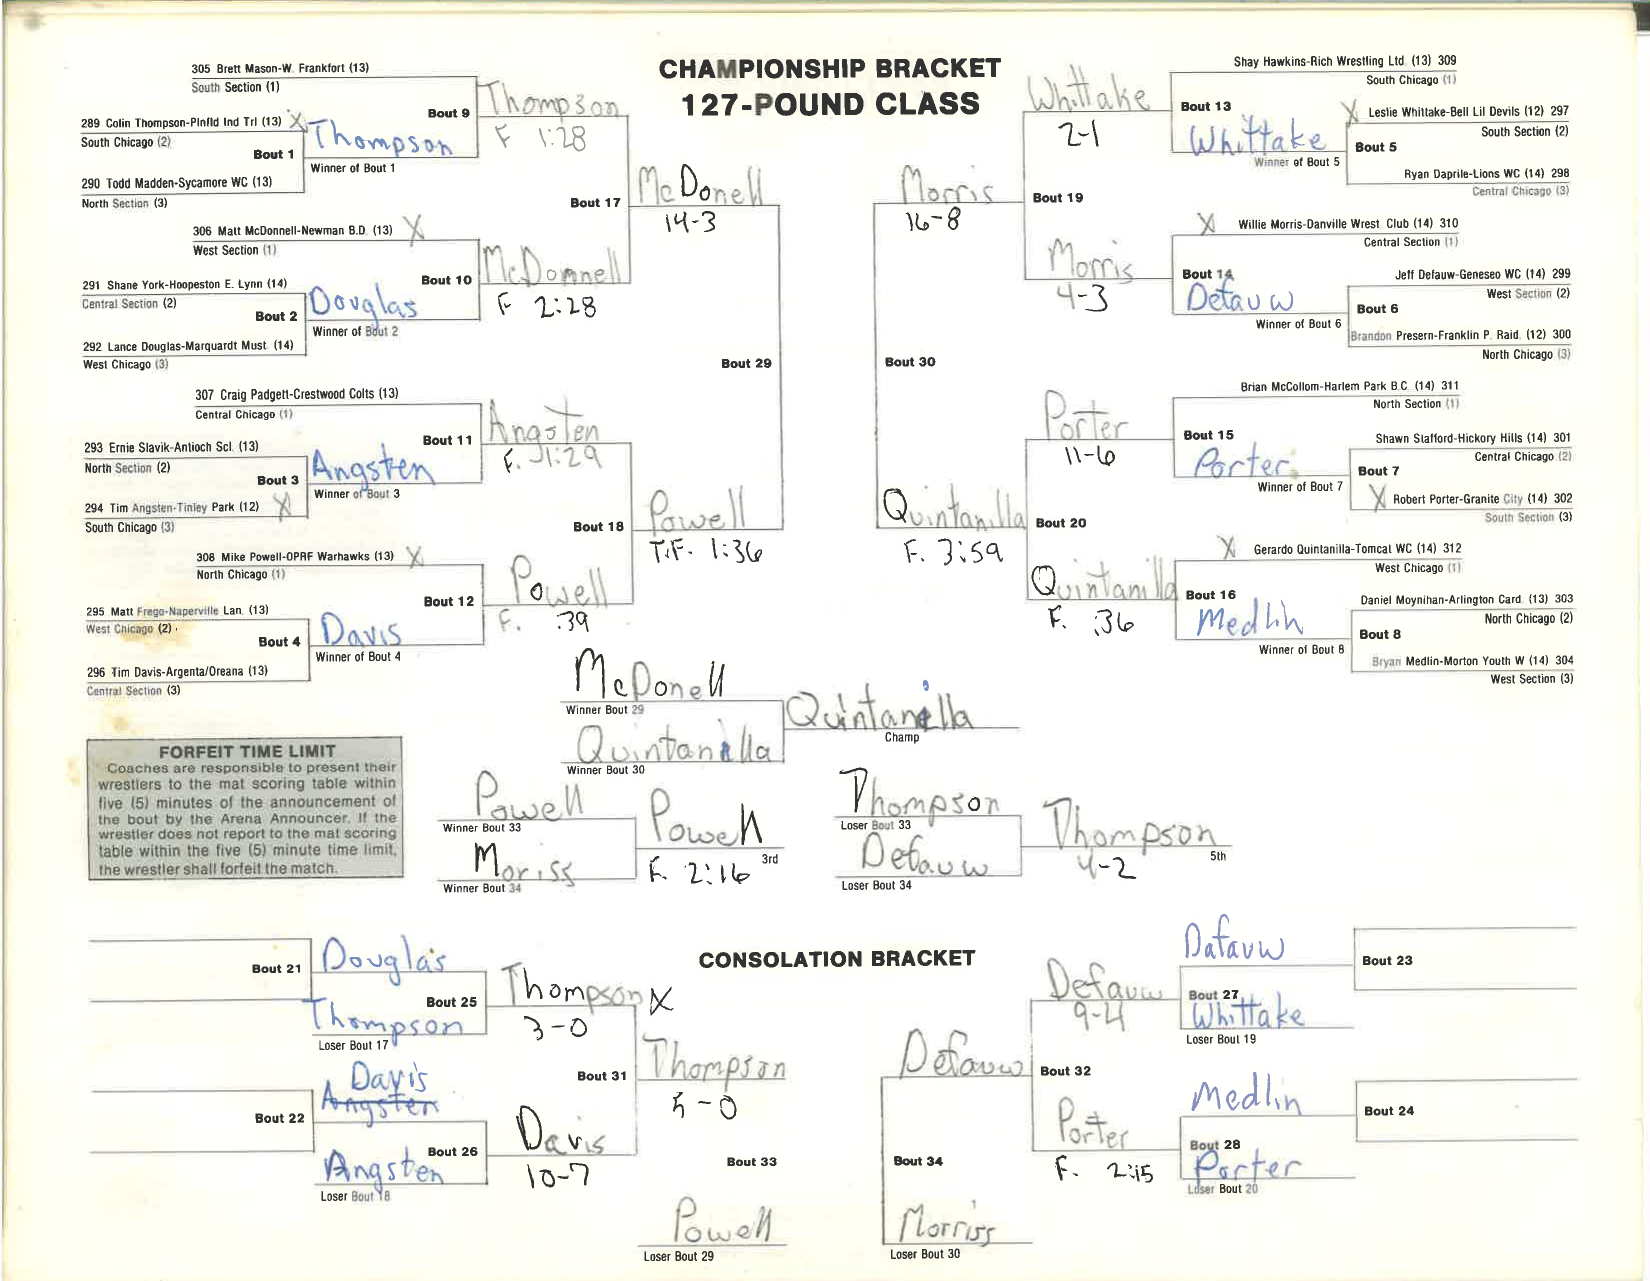 CHAMPIONSHIP BRACKET
127-POUND CLASS
305 Brett Mason-W. Frankfort (13)
South Section (1)
Bout 9
Thompson
F 1:28
289 Colin Thompson-Plnfld Ind Trl (13) X
South Chicago (2)
Bout 1
Thompson
Winner of Bout 1
290 Todd Madden-Sycamore WC (13)
North Section (3)
Bout 17
McDonell
14-3
306 Matt McDonnell-Newman B.D. (13) X
West Section (1)
Bout 10
McDonnell
F 2:28
291 Shane York-Hoopeston E. Lynn (14)
Central Section (2)
Bout 2
Douglas
Winner of Bout 2
292 Lance Douglas-Marquardt Must. (14)
West Chicago (3)
Bout 29
307 Craig Padgett-Crestwood Colts (13)
Central Chicago (1)
Bout 11
Angsten
F. 1:29
293 Ernie Slavik-Antioch Scl. (13)
North Section (2)
Bout 3
Angsten
Winner of Bout 3
294 Tim Angsten-Tinley Park (12) X
South Chicago (3)
Bout 18
Powell
T.F. 1:36
308 Mike Powell-OPRF Warhawks (13) X
North Chicago (1)
Bout 12
Powell
F. :39
295 Matt Frego-Naperville Lan. (13)
West Chicago (2)
Bout 4
Davis
Winner of Bout 4
296 Tim Davis-Argenta/Oreana (13)
Central Section (3)
Shay Hawkins-Rich Wrestling Ltd. (13) 309
South Chicago (1)
Whittake
2-1
Bout 13
Whittake
Winner of Bout 5
X Leslie Whittake-Bell Lil Devils (12) 297
South Section (2)
Bout 5
Ryan Daprile-Lions WC (14) 298
Central Chicago (3)
Morris
16-8
Bout 19
X Willie Morris-Danville Wrest. Club (14) 310
Central Section (1)
Morris
4-3
Bout 14
Defauw
Winner of Bout 6
Jeff Defauw-Geneseo WC (14) 299
West Section (2)
Bout 6
Brandon Presern-Franklin P. Raid. (12) 300
North Chicago (3)
Bout 30
Brian McCollom-Harlem Park B.C. (14) 311
North Section (1)
Porter
11-6
Bout 15
Porter
Winner of Bout 7
Shawn Stafford-Hickory Hills (14) 301
Central Chicago (2)
Bout 7
X Robert Porter-Granite City (14) 302
South Section (3)
Quintanilla
F. 3:59
Bout 20
X Gerardo Quintanilla-Tomcal WC (14) 312
West Chicago (1)
Quintanilla
F. :36
Bout 16
Medlin
Winner of Bout 8
Daniel Moynihan-Arlington Card. (13) 303
North Chicago (2)
Bout 8
Bryan Medlin-Morton Youth W (14) 304
West Section (3)
McDonell
Winner Bout 29
Quintanilla
Winner Bout 30
Quintanilla
Champ
FORFEIT TIME LIMIT
Coaches are responsible to present their
wrestlers to the mat scoring table within
five (5) minutes of the announcement of
the bout by the Arena Announcer. If the
wrestler does not report to the mat scoring
table within the five (5) minute time limit,
the wrestler shall forfeit the match.
Powell
Winner Bout 33
Moriss
Winner Bout 34
Powell
3rd
F. 2:16
Thompson
Loser Bout 33
Defauw
Loser Bout 34
Thompson
5th
4-2
CONSOLATION BRACKET
Bout 21
Douglas
Bout 25
Thompson
Loser Bout 17
Thompson X
3-0
Bout 31
Thompson
5-0
Bout 22
Davis
Angsten
Bout 26
Angsten
Loser Bout 18
Davis
10-7
Bout 33
Powell
Loser Bout 29
Dafauw
Bout 23
Defauw
9-4
Bout 27
Whittake
Loser Bout 19
Defauw
Bout 32
Medlin
Bout 24
Porter
F. 2:15
Bout 28
Porter
Loser Bout 20
Bout 34
Morriss
Loser Bout 30